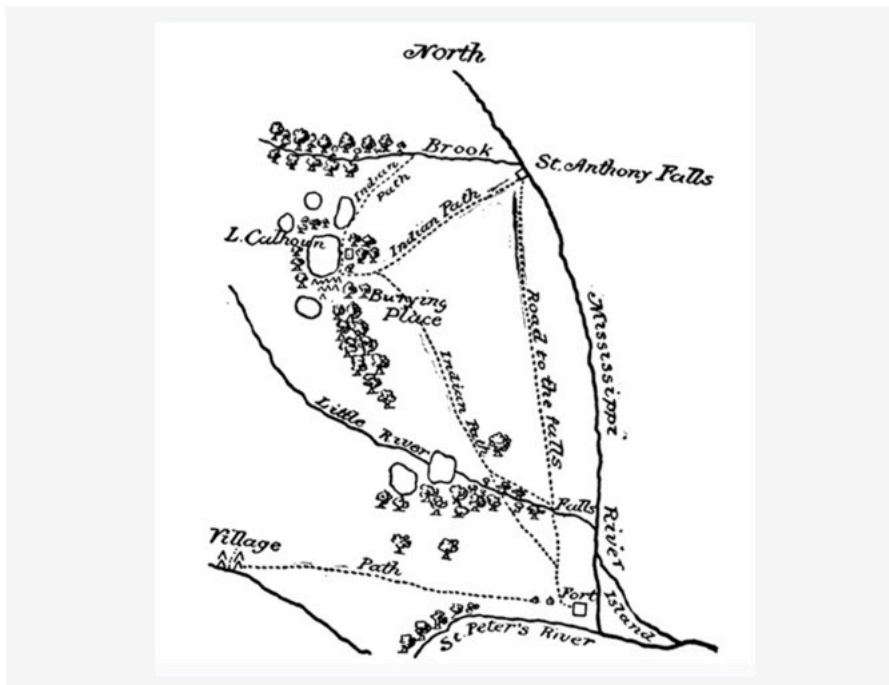 North
Brook
St. Anthony Falls
Indian
Path
Indian Path
L. Calhoun
Burying
Place
Mississippi
River
Road to the falls
Indian Path
Little River
Falls
Village
Path
Fort
Island
St. Peter's River